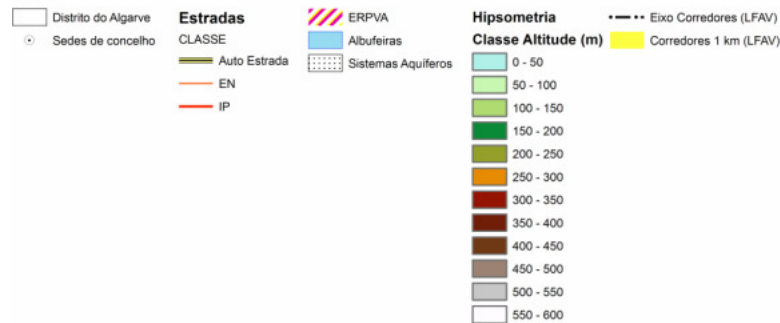 Distrito do Algarve
Sedes de concelho
Estradas
CLASSE
Auto Estrada
EN
IP
ERPVA
Albufeiras
Sistemas Aquíferos
Hipsometria
Classe Altitude (m)
0 - 50
50 - 100
100 - 150
150 - 200
200 - 250
250 - 300
300 - 350
350 - 400
400 - 450
450 - 500
500 - 550
550 - 600
Eixo Corredores (LFAV)
Corredores 1 km (LFAV)